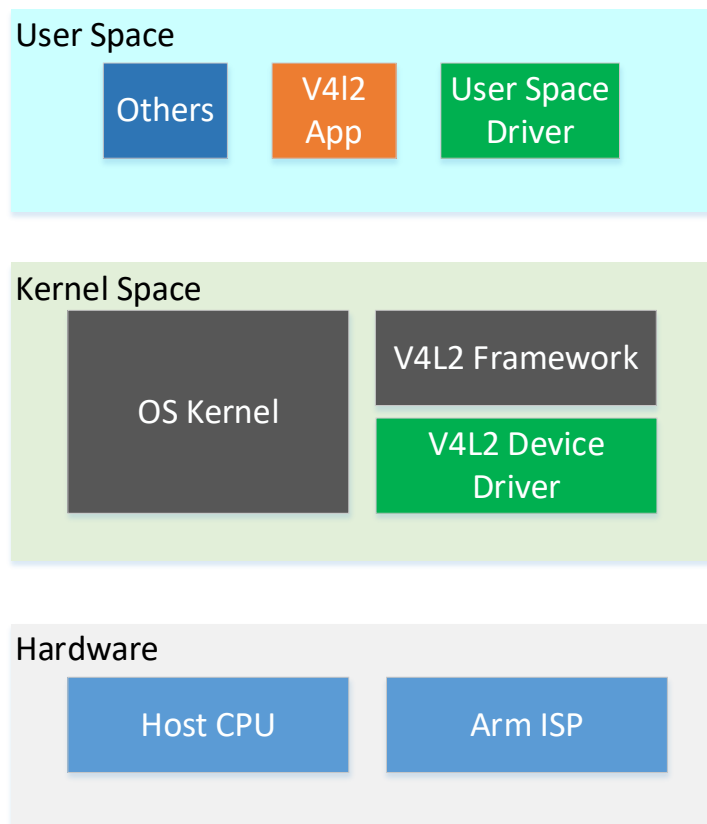 User Space
Others
V4l2
App
User Space
Driver
Kernel Space
OS Kernel
V4L2 Framework
V4L2 Device
Driver
Hardware
Host CPU
Arm ISP